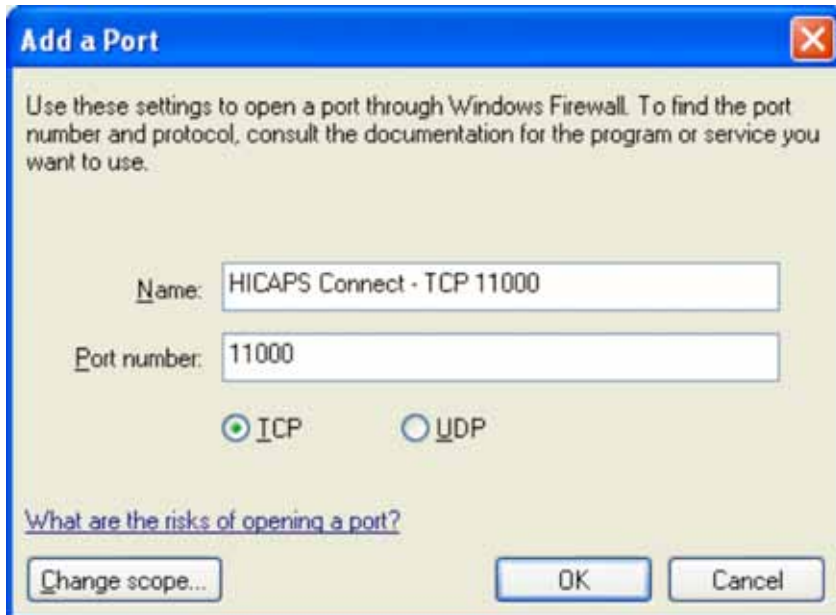 Add a Port
Use these settings to open a port through Windows Firewall. To find the port
number and protocol, consult the documentation for the program or service you
want to use.
Name: HICAPS Connect - TCP 11000
Port number: 11000
TCP UDP
What are the risks of opening a port?
Change scope... OK Cancel